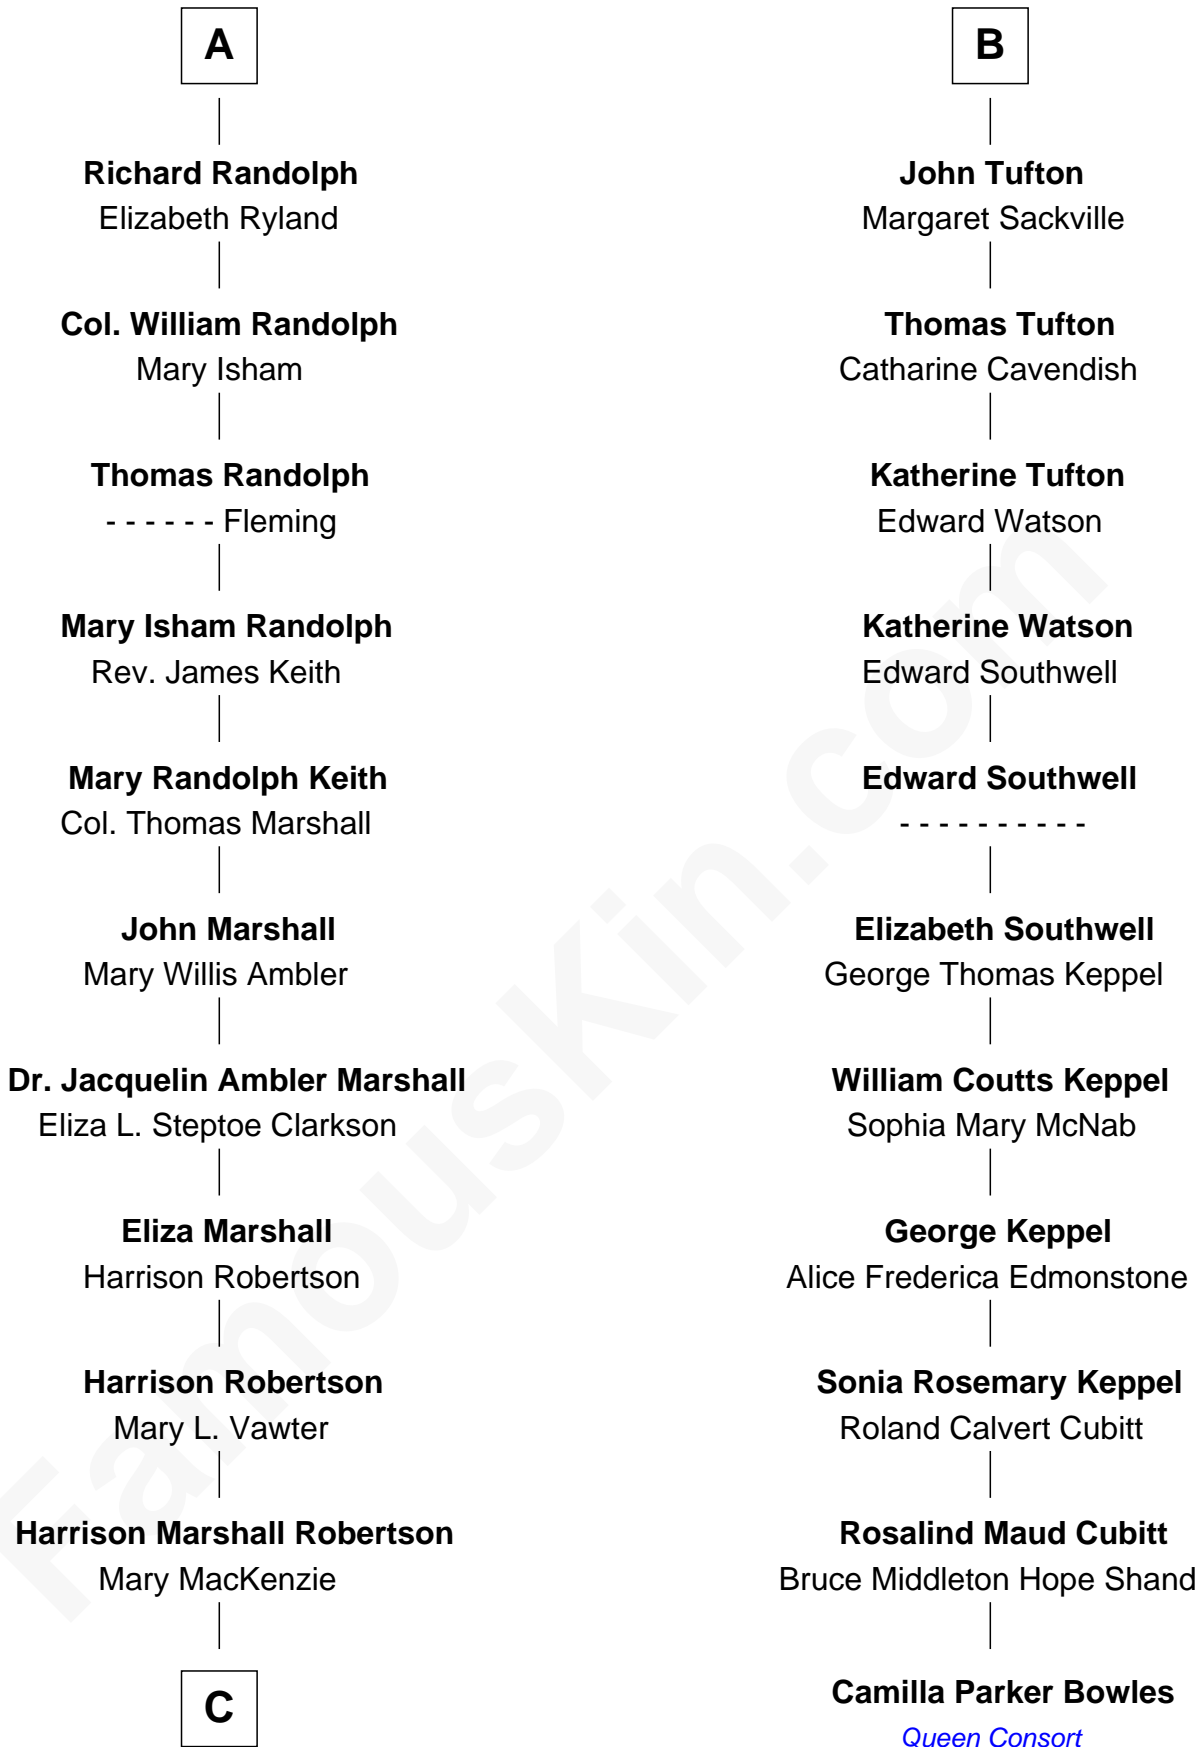 A
Richard Randolph
Elizabeth Ryland
Col. William Randolph
Mary Isham
Thomas Randolph
- - - - - - Fleming
Mary Isham Randolph
Rev. James Keith
Mary Randolph Keith
Col. Thomas Marshall
John Marshall
Mary Willis Ambler
Dr. Jacquelin Ambler Marshall
Eliza L. Steptoe Clarkson
Eliza Marshall
Harrison Robertson
Harrison Robertson
Mary L. Vawter
Harrison Marshall Robertson
Mary MacKenzie
C
B
John Tufton
Margaret Sackville
Thomas Tufton
Catharine Cavendish
Katherine Tufton
Edward Watson
Katherine Watson
Edward Southwell
Edward Southwell
- - - - - - - - - -
Elizabeth Southwell
George Thomas Keppel
William Coutts Keppel
Sophia Mary McNab
George Keppel
Alice Frederica Edmonstone
Sonia Rosemary Keppel
Roland Calvert Cubitt
Rosalind Maud Cubitt
Bruce Middleton Hope Shand
Camilla Parker Bowles
Queen Consort
FamousKin.com